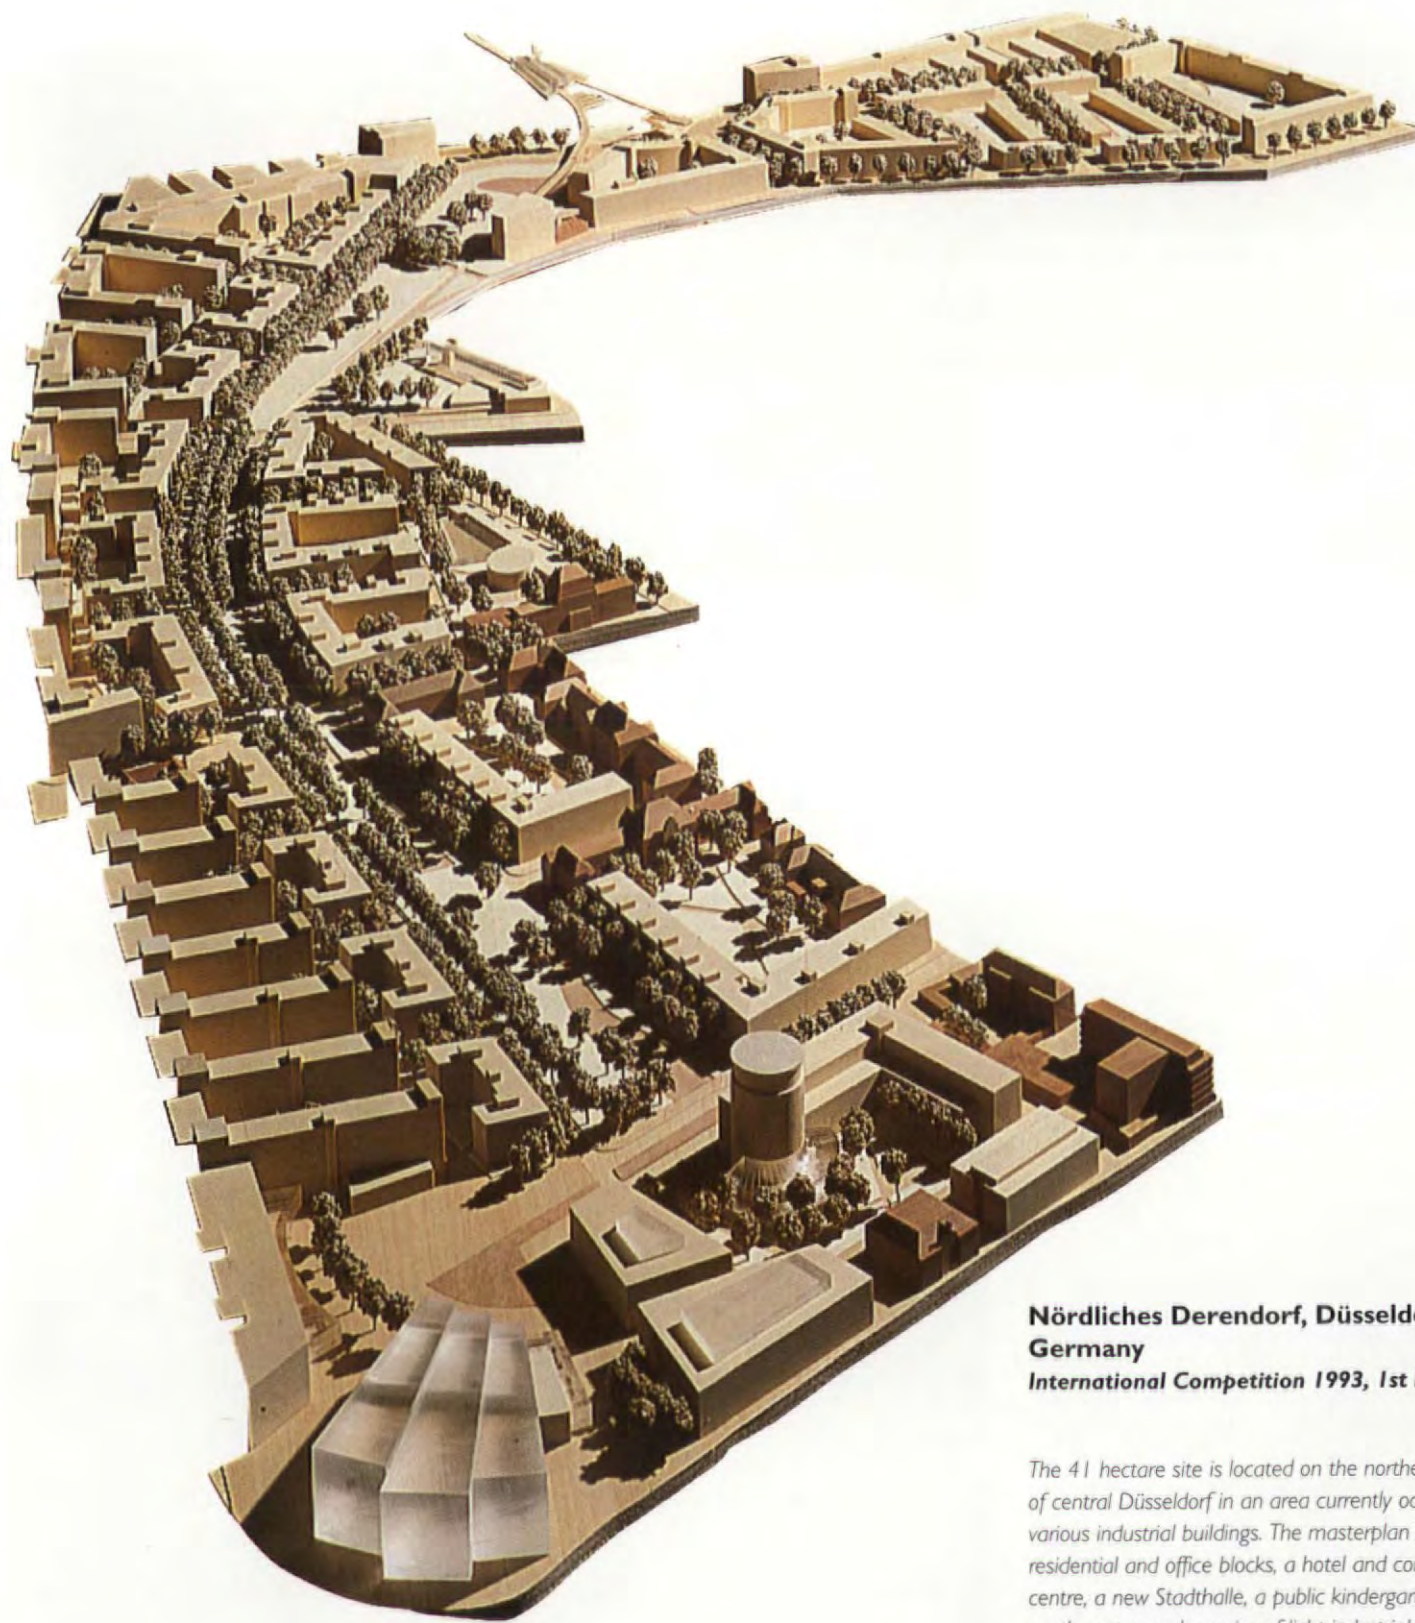 Nördliches Derendorf, Düsseld
Germany
International Competition 1993, 1st
The 41 hectare site is located on the northe
of central Düsseldorf in an area currently oc
various industrial buildings. The masterplan
residential and office blocks, a hotel and co
centre, a new Stadthalle, a public kindergar